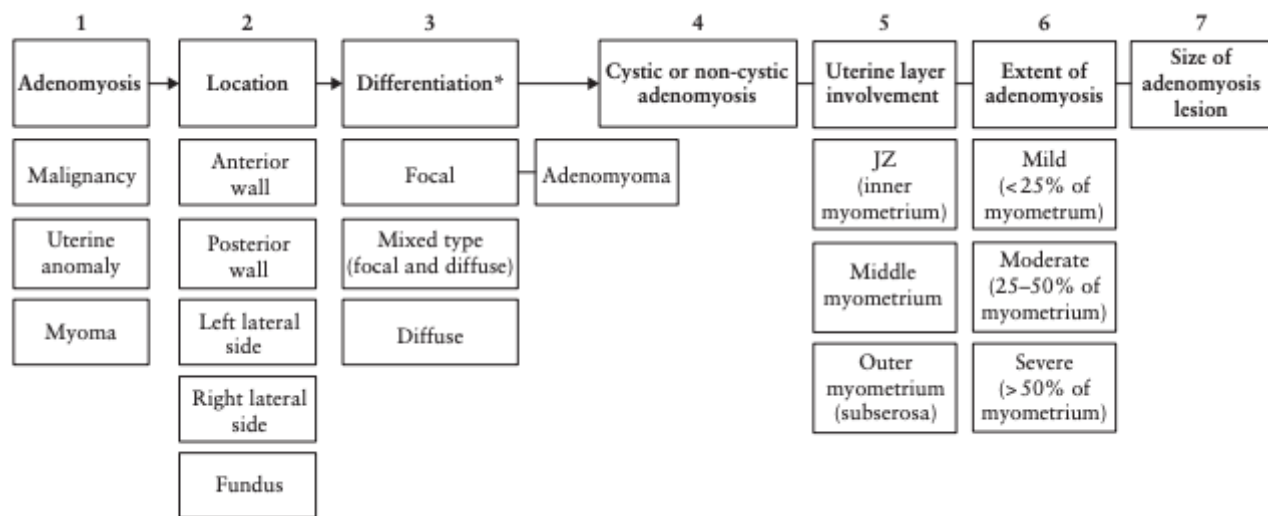 1
2
3
4
5
6
7
Adenomyosis
Location
Differentiation*
Cystic or non-cystic
adenomyosis
Uterine layer
involvement
Extent of
adenomyosis
Size of
adenomyosis
lesion
Malignancy
Uterine
anomaly
Myoma
Anterior
wall
Posterior
wall
Left lateral
side
Right lateral
side
Fundus
Focal
Adenomyoma
Mixed type
(focal and diffuse)
Diffuse
JZ
(inner
myometrium)
Middle
myometrium
Outer
myometrium
(subserosa)
Mild
(<25% of
myometrum)
Moderate
(25–50% of
myometrium)
Severe
(>50% of
myometrium)